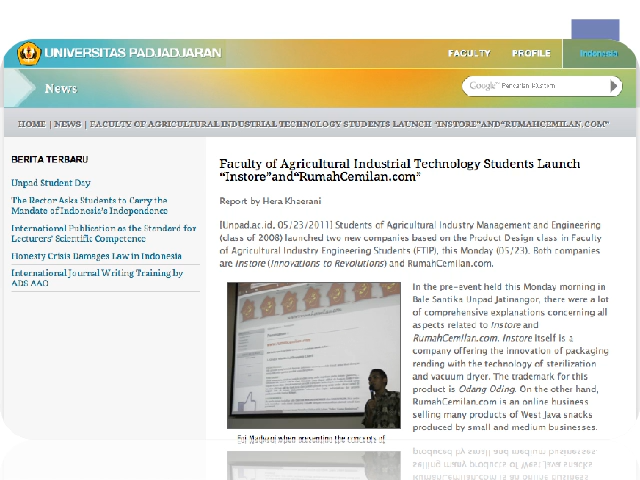 UNIVERSITAS PADJADJARAN
FACULTY PROFILE Indonesia
News
Google™ Pencarian Kustom
HOME | NEWS | FACULTY OF AGRICULTURAL INDUSTRIAL TECHNOLOGY STUDENTS LAUNCH “INSTORE”AND“RUMAHCEMILAN.COM”
BERITA TERBARU
Unpad Student Day
The Rector Asks Students to Carry the
Mandate of Indonesia's Independence
International Publication as the Standard for
Lecturers' Scientific Competence
Honesty Crisis Damages Law in Indonesia
International Journal Writing Training by
ADS AAO
Faculty of Agricultural Industrial Technology Students Launch
“Instore”and“RumahCemilan.com”
Report by Hera Khaerani
[Unpad.ac.id, 05/23/2011] Students of Agricultural Industry Management and Engineering
(class of 2008) launched two new companies based on the Product Design class in Faculty
of Agricultural Industry Engineering Students (FTIP), this Monday (05/23). Both companies
are Instore (Innovations to Revolutions) and RumahCemilan.com.
In the pre-event held this Monday morning in
Bale Santika Unpad Jatinangor, there were a lot
of comprehensive explanations concerning all
aspects related to Instore and
RumahCemilan.com. Instore itself is a
company offering the innovation of packaging
rending with the technology of sterilization
and vacuum dryer. The trademark for this
product is Odang Oding. On the other hand,
RumahCemilan.com is an online business
selling many products of West Java snacks
produced by small and medium businesses.
when presenting the concepts of